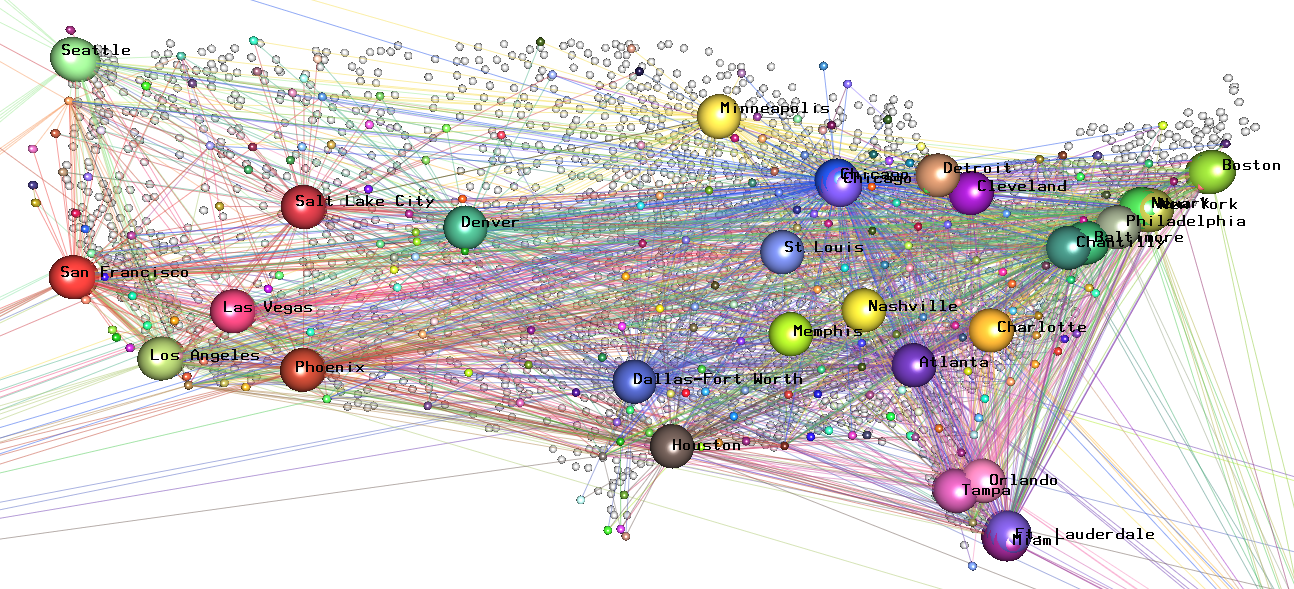 Seattle
Minneapolis
Boston
Detroit
Chicago
Chicago
Cleveland
Salt Lake City
Newark
New York
Denver
Philadelphia
Baltimore
Chantilly
St Louis
San Francisco
Las Vegas
Nashville
Charlotte
Memphis
Los Angeles
Phoenix
Atlanta
Dallas-Fort Worth
Houston
Orlando
Tampa
Ft. Lauderdale
Miami